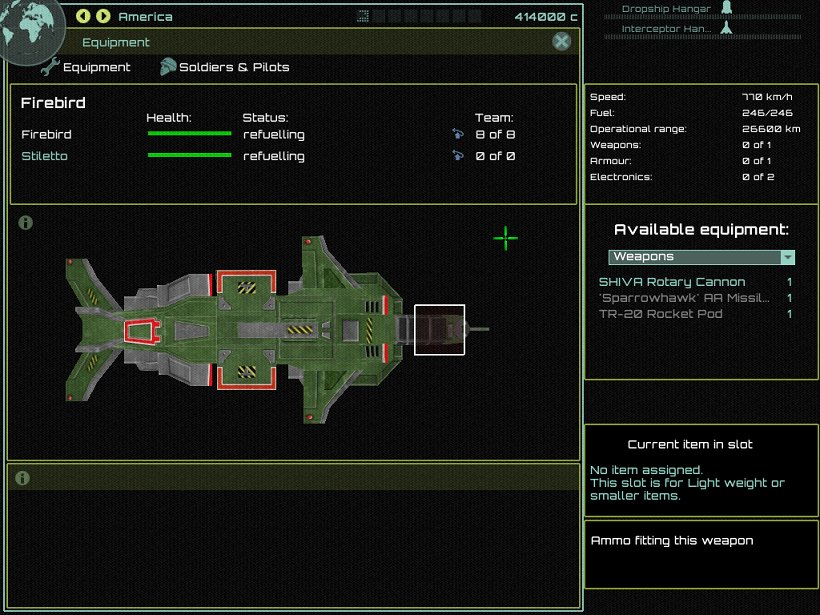 America
414000 c
Dropship Hangar
Interceptor Han...
Equipment
Equipment
Soldiers & Pilots
Firebird
Health:
Status:
Team:
Firebird
refuelling
8 of 8
Stiletto
refuelling
0 of 0
Speed:
770 km/h
Fuel:
246/246
Operational range:
26600 km
Weapons:
0 of 1
Armour:
0 of 1
Electronics:
0 of 2
Available equipment:
Weapons
SHIVA Rotary Cannon
1
'Sparrowhawk' AA Missil...
1
TR-20 Rocket Pod
1
Current item in slot
No item assigned.
This slot is for Light weight or
smaller items.
Ammo fitting this weapon